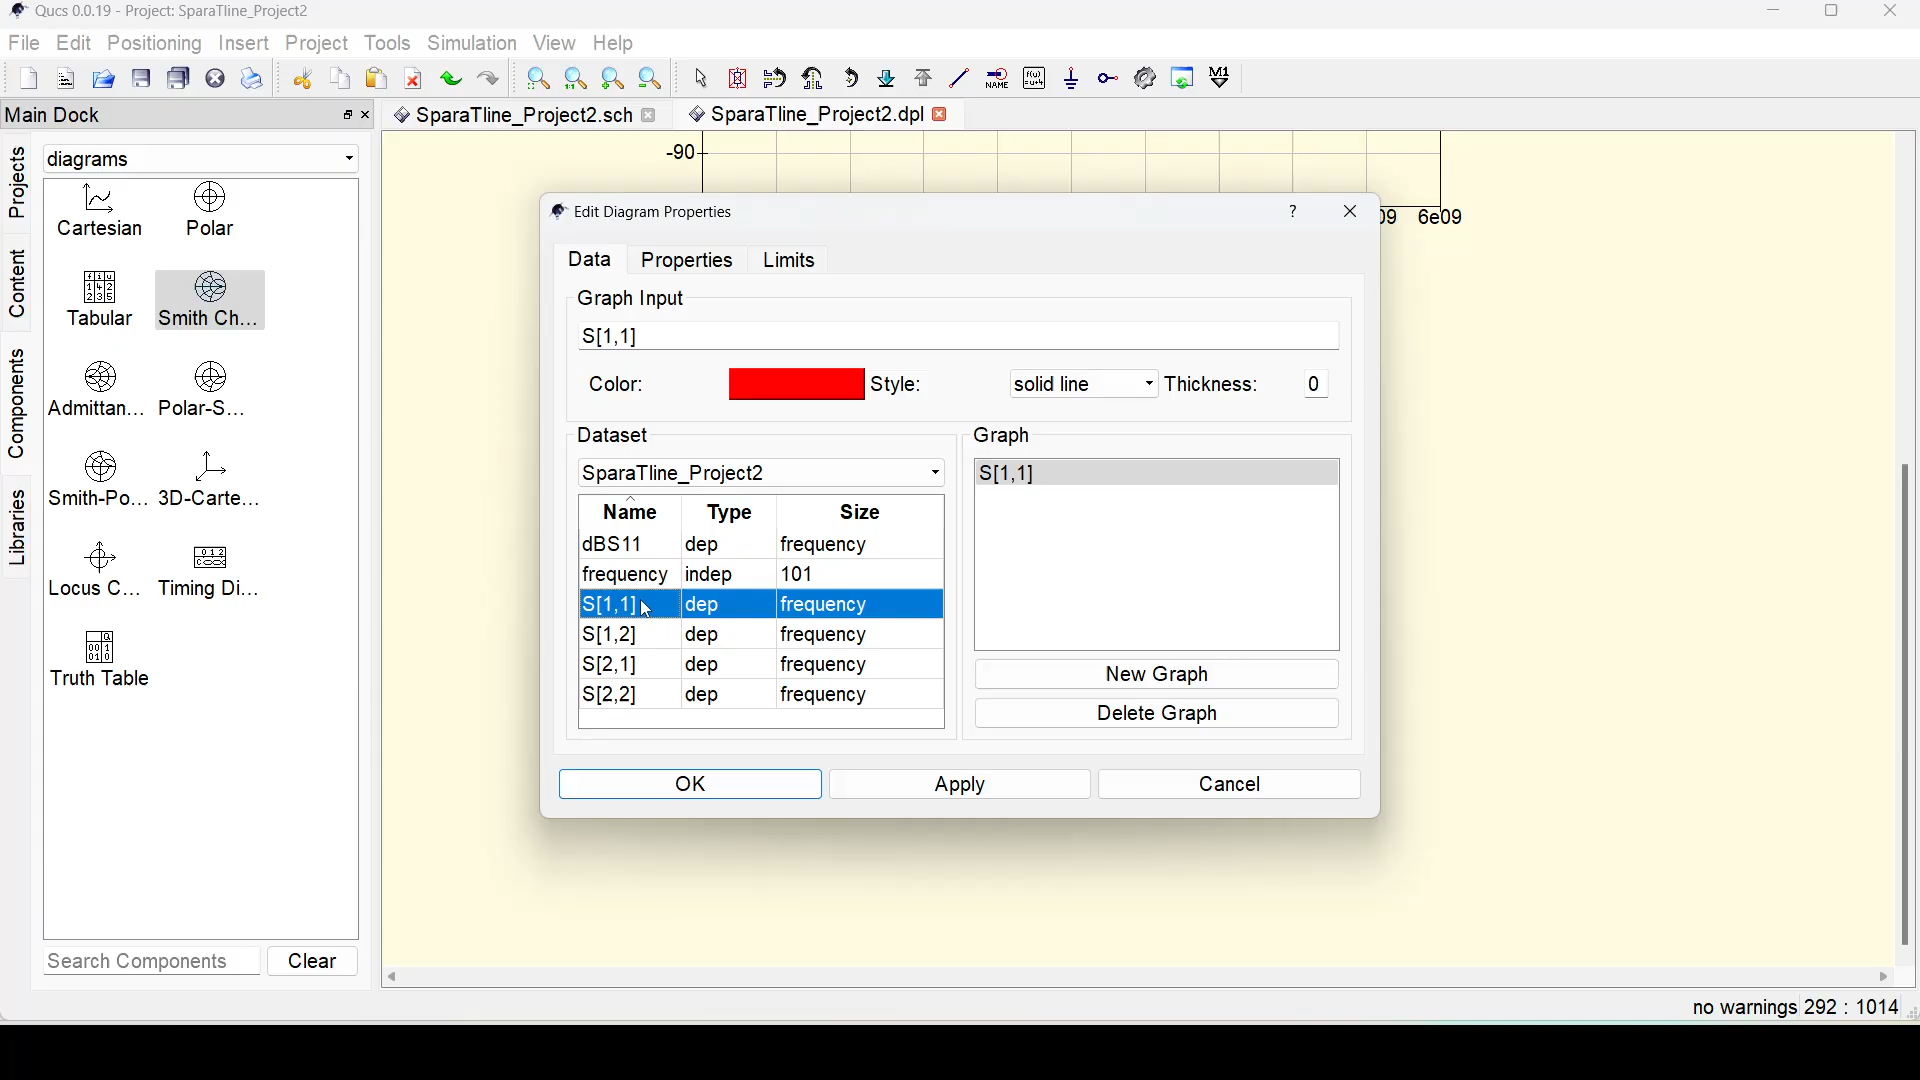 Qucs 0.0.19 - Project: SparaTline_Project2
File Edit Positioning Insert Project Tools Simulation View Help
NAME
M1
Main Dock
SparaTline_Project2.sch
SparaTline_Project2.dpl
Projects
Content
Components
Libraries
diagrams
Cartesian
Polar
Tabular
Smith Ch...
Admittan...
Polar-S...
Smith-Po...
3D-Carte...
Locus C...
Timing Di...
Truth Table
Search Components
Clear
-90
09
6e09
Edit Diagram Properties
?
Data Properties Limits
Graph Input
S[1,1]
Color: Style: solid line Thickness: 0
Dataset
SparaTline_Project2
Name Type Size
dBS11 dep frequency
frequency indep 101
S[1,1] dep frequency
S[1,2] dep frequency
S[2,1] dep frequency
S[2,2] dep frequency
Graph
S[1,1]
New Graph
Delete Graph
OK Apply Cancel
no warnings 292 : 1014